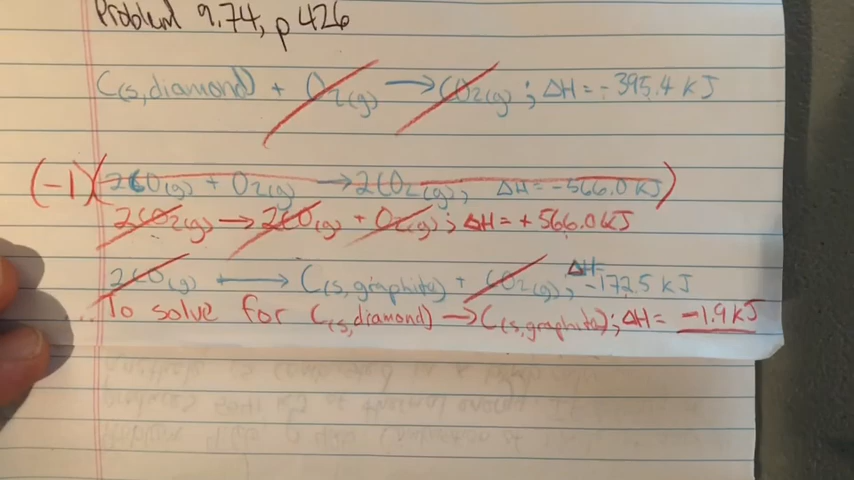 Problem 9.74, p 426
C(s,diamond) + O2(g) → CO2(g); ΔH = -395.4 KJ
(-1)(2CO(g) + O2(g) → 2CO2(g); ΔH = -566.0 KJ)
2CO2(g) → 2CO(g) + O2(g); ΔH = +566.0KJ
2CO(g) → C(s,graphite) + CO2(g); ΔH= -172.5 KJ
To solve for C(s,diamond) → C(s,graphite); ΔH = -1.9 KJ